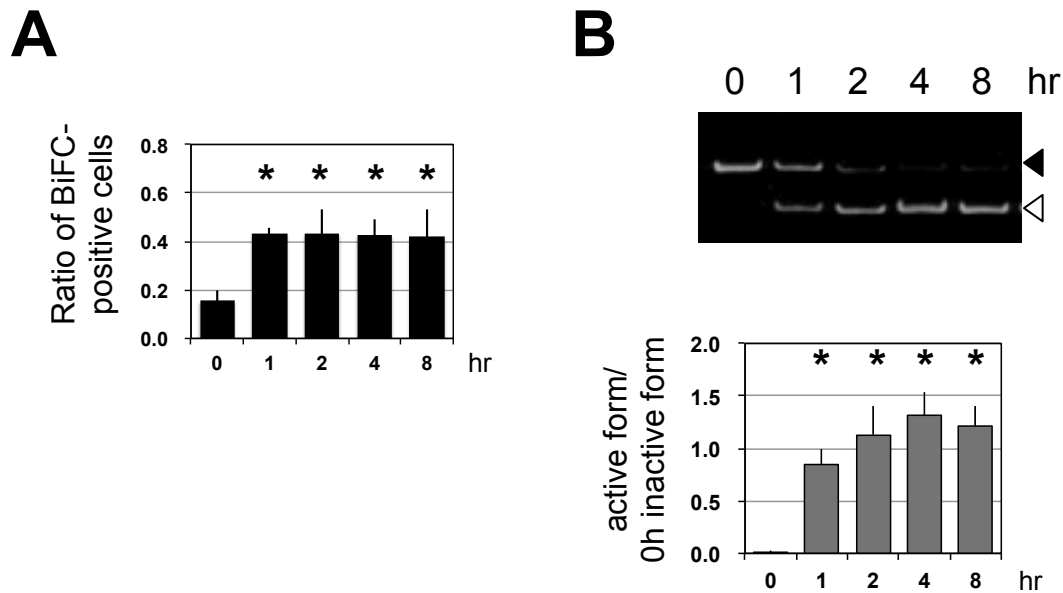 A
Ratio of BiFC-
positive cells
0.8
0.6
0.4
0.2
0.0
* * * *
0 1 2 4 8 hr
B
0 1 2 4 8 hr
active form/
0h inactive form
2.0
1.5
1.0
0.5
0.0
* * * *
0 1 2 4 8 hr